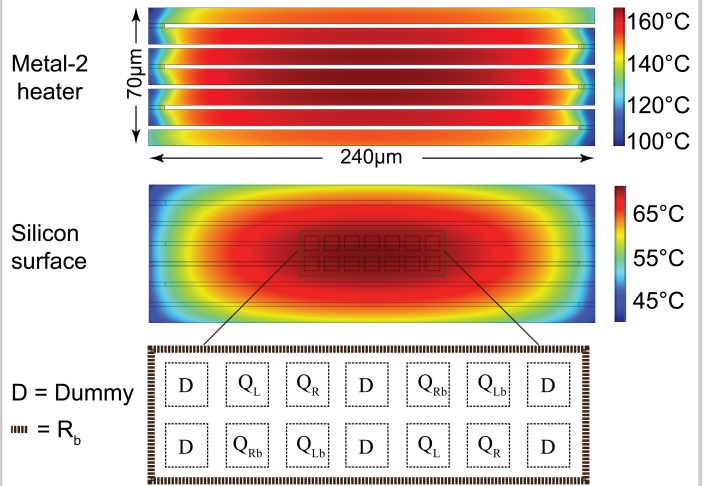 Metal-2
heater
70µm
160°C
140°C
120°C
100°C
240µm
Silicon
surface
65°C
55°C
45°C
D = Dummy
= Rb
D QL QR D QRb QLb D
D QRb QLb D QL QR D